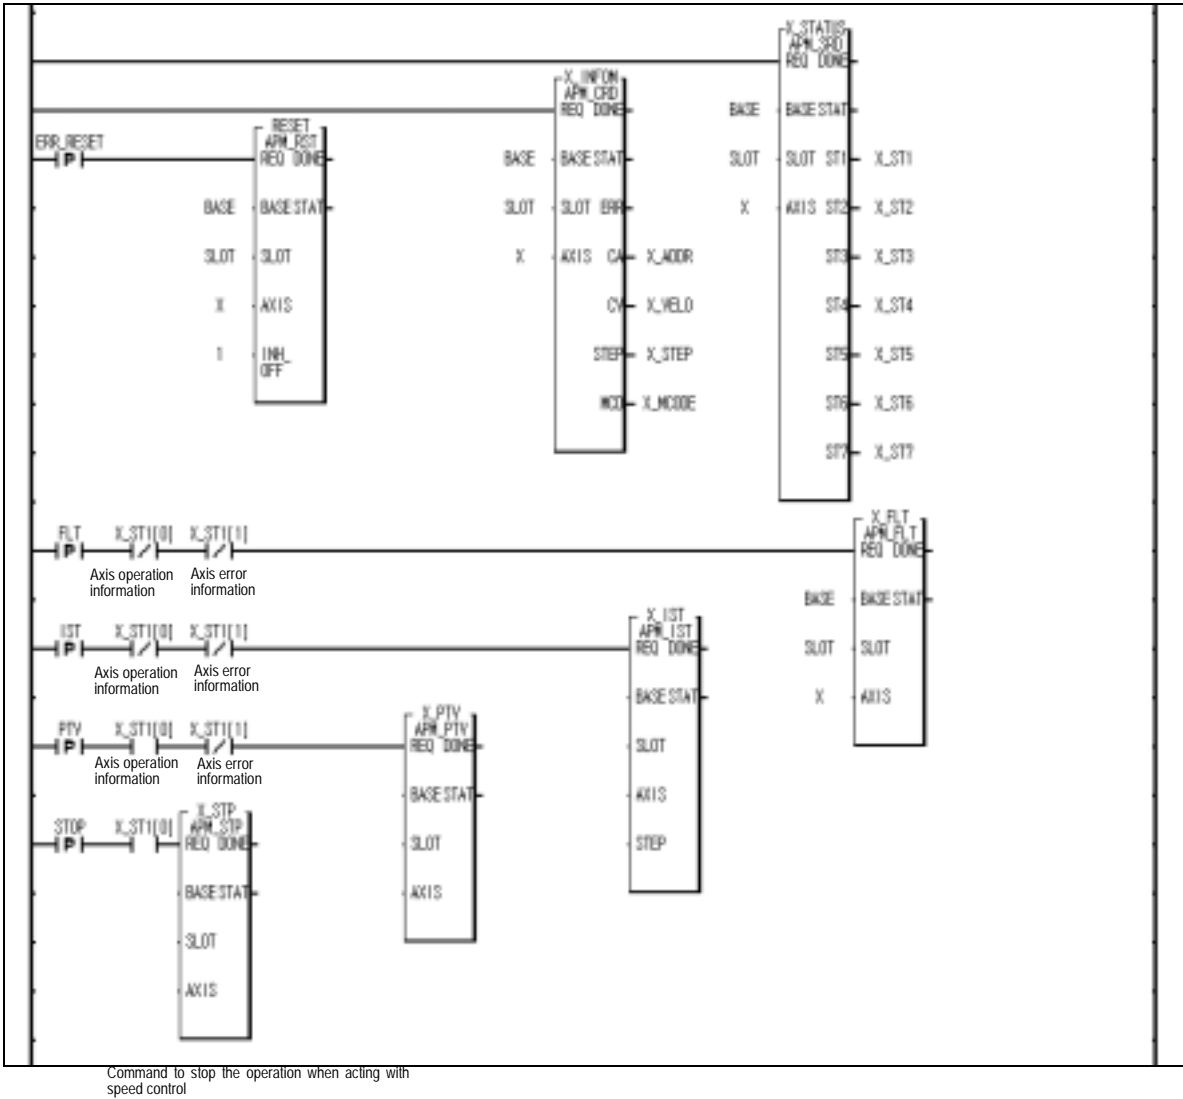 X_STATUS
APM_SRD
REQ DONE
BASE BASE STAT
SLOT SLOT ST1 X_ST1
X AXIS ST2 X_ST2
ST3 X_ST3
ST4 X_ST4
ST5 X_ST5
ST6 X_ST6
ST7 X_ST7
X_INFON
APM_CRD
REQ DONE
BASE BASE STAT
SLOT SLOT ERR
X AXIS CA X_ADDR
CV X_VELO
STEP X_STEP
MCD X_MCODE
ERR_RESET
P
RESET
APM_RST
REQ DONE
BASE BASE STAT
SLOT SLOT
X AXIS
1 INH_
OFF
FLT X_ST1[0] X_ST1[1]
P
Axis operation
information
Axis error
information
X_FLT
APM_FLT
REQ DONE
BASE BASE STAT
SLOT SLOT
X AXIS
IST X_ST1[0] X_ST1[1]
P
Axis operation
information
Axis error
information
X_IST
APM_IST
REQ DONE
BASE STAT
SLOT
AXIS
STEP
PTV X_ST1[0] X_ST1[1]
P
Axis operation
information
Axis error
information
X_PTV
APM_PTV
REQ DONE
BASE STAT
SLOT
AXIS
STOP X_ST1[0]
P
X_STP
APM_STP
REQ DONE
BASE STAT
SLOT
AXIS
Command to stop the operation when acting with
speed control